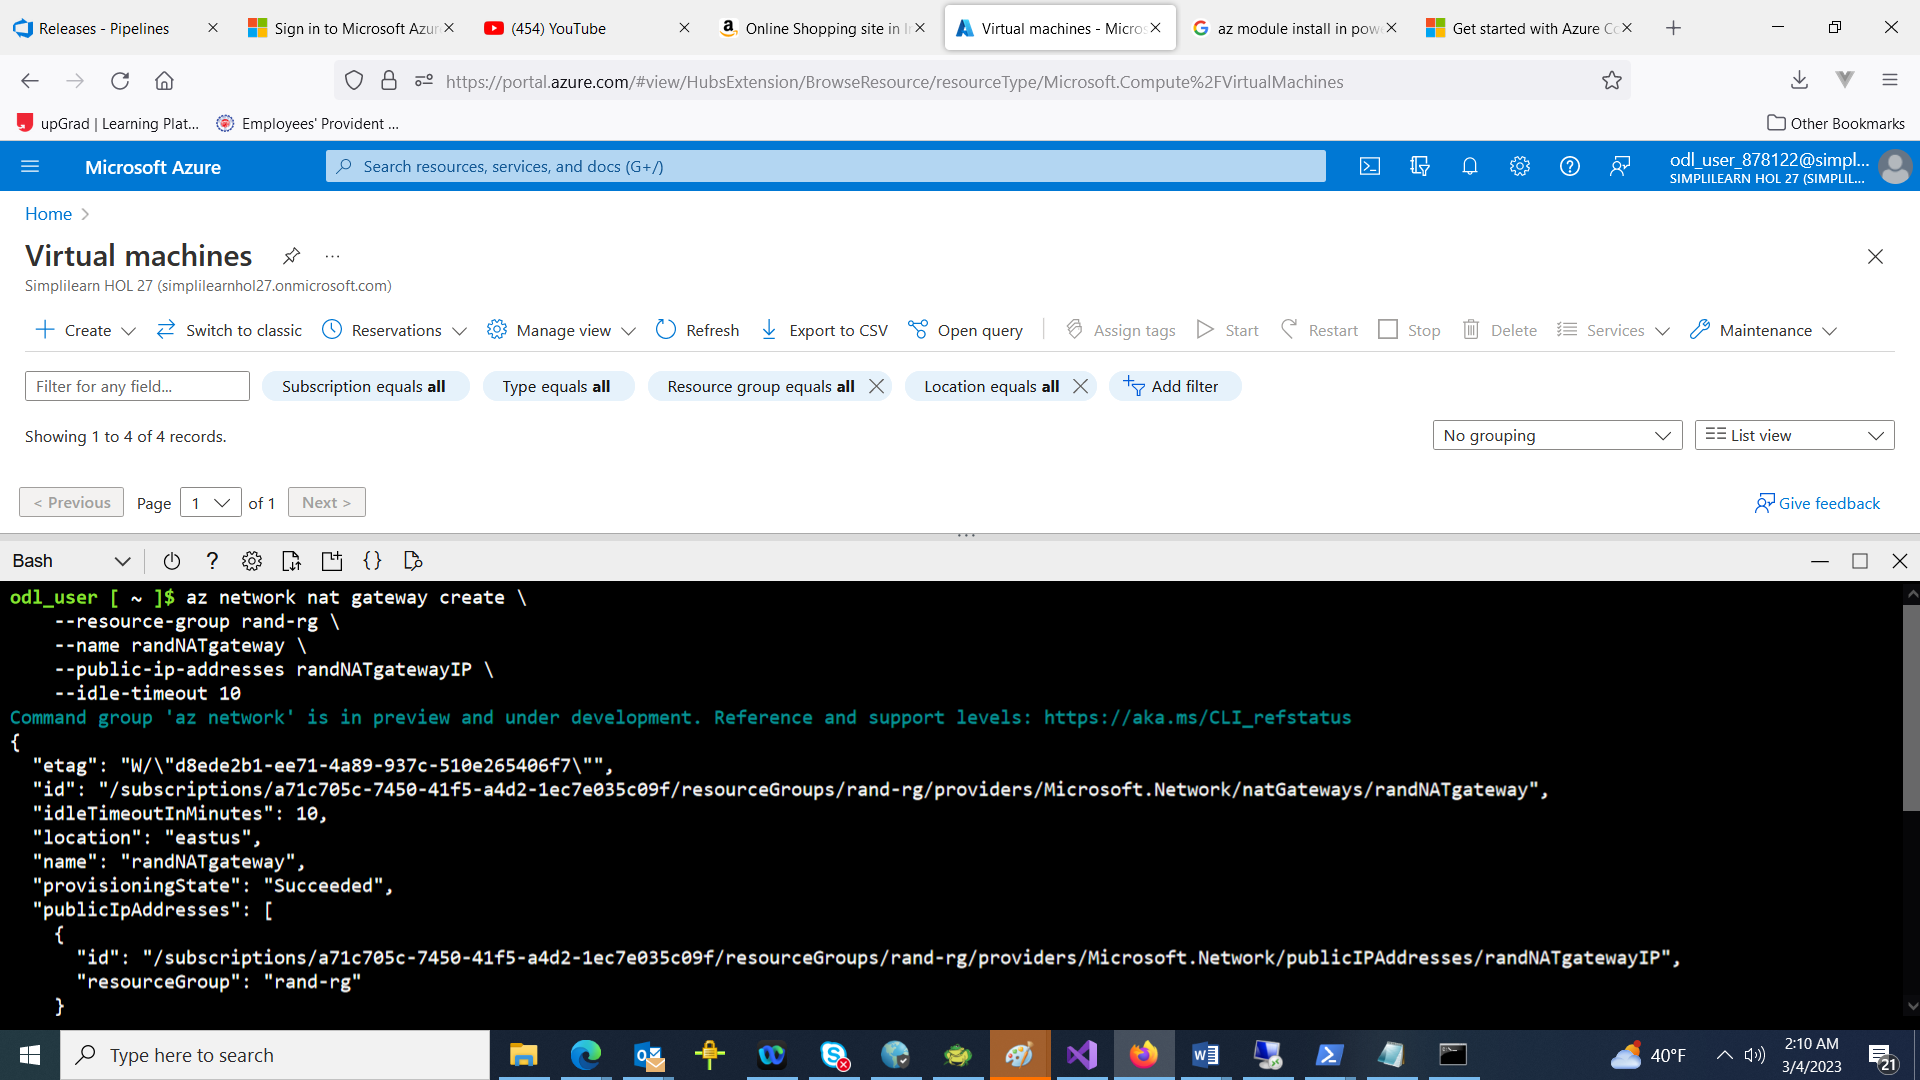 Releases - Pipelines
Sign in to Microsoft Azur
(454) YouTube
Online Shopping site in I
Virtual machines - Micros
az module install in powe
Get started with Azure Cc
https://portal.azure.com/#view/HubsExtension/BrowseResource/resourceType/Microsoft.Compute%2FVirtualMachines
upGrad | Learning Plat...
Employees' Provident ...
Other Bookmarks
Microsoft Azure
Search resources, services, and docs (G+/)
odl_user_878122@simpl...
SIMPLILEARN HOL 27 (SIMPLIL...
Home
Virtual machines
...
Simplilearn HOL 27 (simplilearnhol27.onmicrosoft.com)
Create
Switch to classic
Reservations
Manage view
Refresh
Export to CSV
Open query
Assign tags
Start
Restart
Stop
Delete
Services
Maintenance
Filter for any field...
Subscription equals all
Type equals all
Resource group equals all
Location equals all
Add filter
Showing 1 to 4 of 4 records.
No grouping
List view
< Previous
Page
1
of 1
Next >
Give feedback
Bash
odl_user [ ~ ]$ az network nat gateway create \
--resource-group rand-rg \
--name randNATgateway \
--public-ip-addresses randNATgatewayIP \
--idle-timeout 10
Command group 'az network' is in preview and under development. Reference and support levels: https://aka.ms/CLI_refstatus
{
"etag": "W/\"d8ede2b1-ee71-4a89-937c-510e265406f7\"",
"id": "/subscriptions/a71c705c-7450-41f5-a4d2-1ec7e035c09f/resourceGroups/rand-rg/providers/Microsoft.Network/natGateways/randNATgateway",
"idleTimeoutInMinutes": 10,
"location": "eastus",
"name": "randNATgateway",
"provisioningState": "Succeeded",
"publicIpAddresses": [
{
"id": "/subscriptions/a71c705c-7450-41f5-a4d2-1ec7e035c09f/resourceGroups/rand-rg/providers/Microsoft.Network/publicIPAddresses/randNATgatewayIP",
"resourceGroup": "rand-rg"
}
Type here to search
40°F
2:10 AM
3/4/2023
21